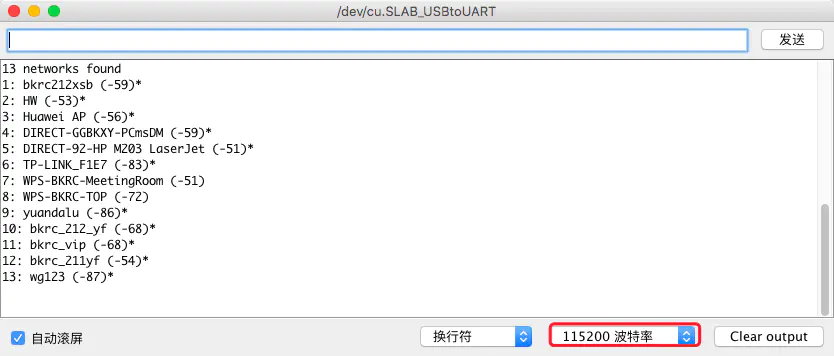 /dev/cu.SLAB_USBtoUART
发送
13 networks found
1: bkrc212xsb (-59)*
2: HW (-53)*
3: Huawei AP (-56)*
4: DIRECT-GGBKXY-PCmsDM (-59)*
5: DIRECT-92-HP MZ03 LaserJet (-51)*
6: TP-LINK_F1E7 (-83)*
7: WPS-BKRC-MeetingRoom (-51)
8: WPS-BKRC-TOP (-72)
9: yuandalu (-86)*
10: bkrc_212_yf (-68)*
11: bkrc_vip (-68)*
12: bkrc_211yf (-54)*
13: wg123 (-87)*
自动滚屏
换行符
115200 波特率
Clear output